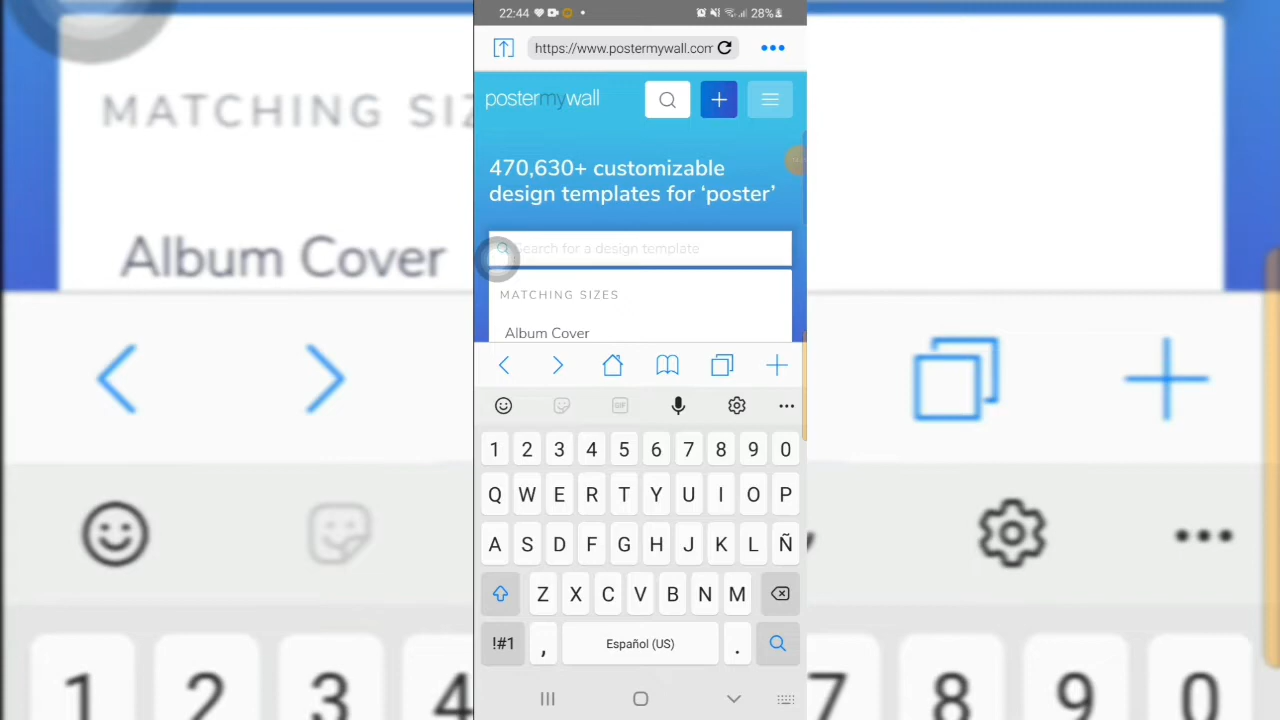 22:44
28%
https://www.postermywall.com
postermywall
470,630+ customizable
design templates for ‘poster’
Search for a design template
MATCHING SIZES
Album Cover
GIF
1 2 3 4 5 6 7 8 9 0
Q W E R T Y U I O P
A S D F G H J K L Ñ
Z X C V B N M
!#1 , Español (US) .
MATCHING SIZ
Album Cover
1 2 3 4
7 8 9 0